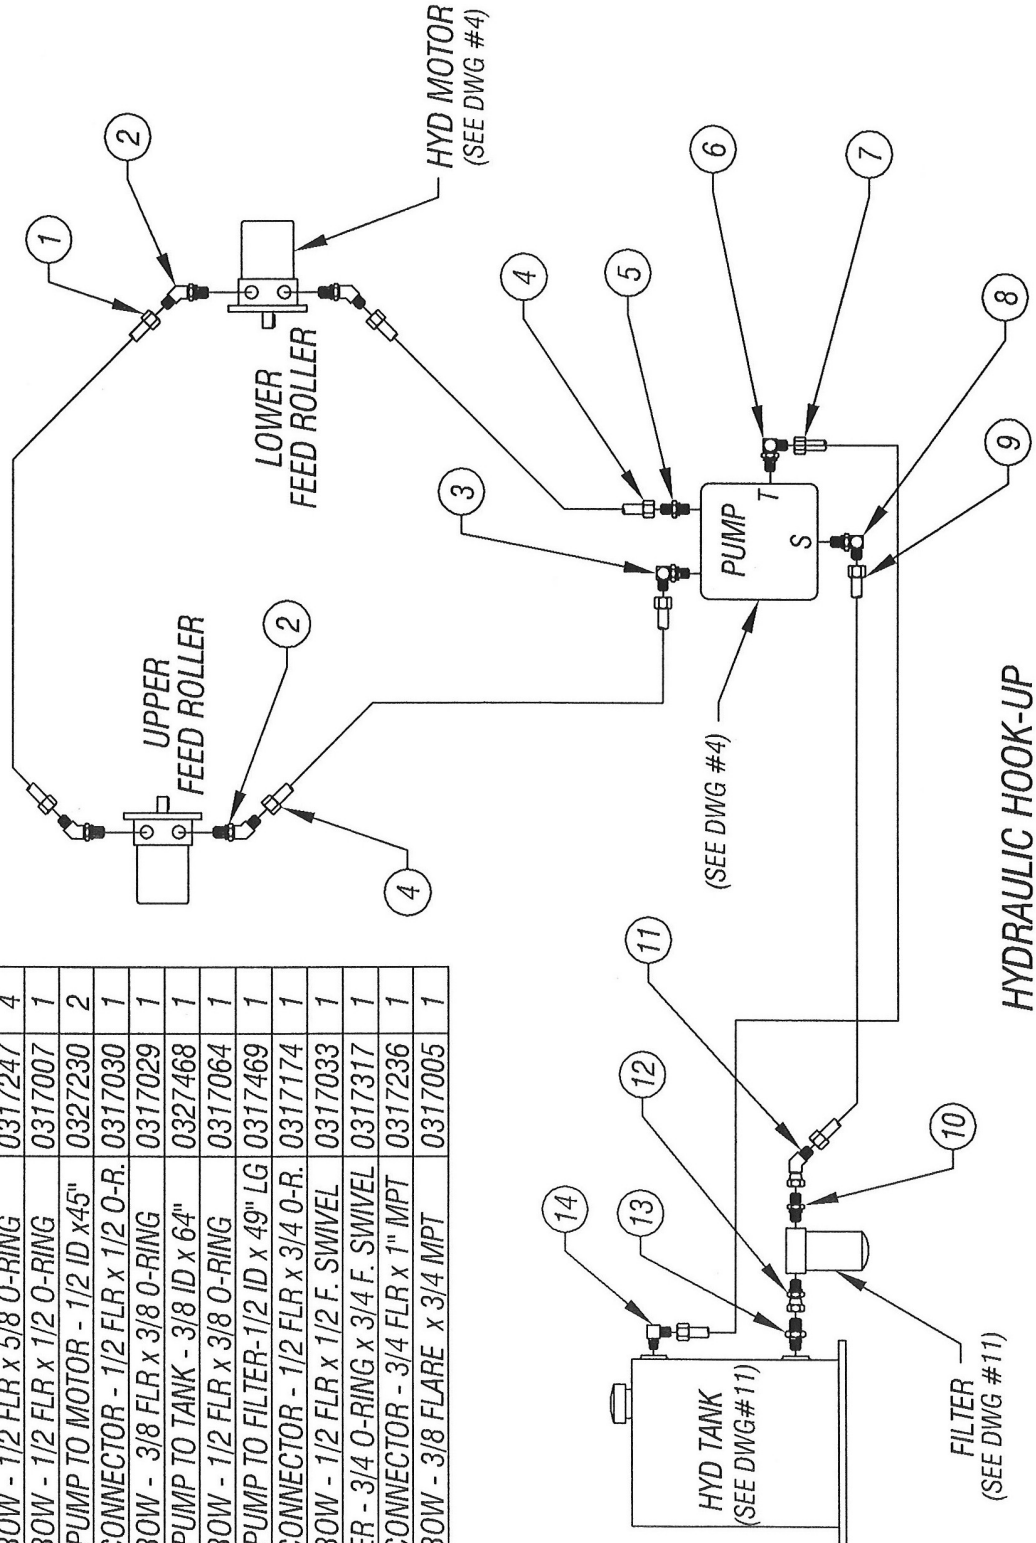 BOW - 1/2 FLR x 5/8 O-RING 0317247 4
BOW - 1/2 FLR x 1/2 O-RING 0317007 1
PUMP TO MOTOR - 1/2 ID x45" 0327230 2
CONNECTOR - 1/2 FLR x 1/2 O-R. 0317030 1
BOW - 3/8 FLR x 3/8 O-RING 0317029 1
PUMP TO TANK - 3/8 ID x 64" 0327468 1
BOW - 1/2 FLR x 3/8 O-RING 0317064 1
PUMP TO FILTER- 1/2 ID x 49" LG 0317469 1
CONNECTOR - 1/2 FLR x 3/4 O-R. 0317174 1
BOW - 1/2 FLR x 1/2 F. SWIVEL 0317033 1
ER - 3/4 O-RING x 3/4 F. SWIVEL 0317317 1
CONNECTOR - 3/4 FLR x 1" MPT 0317236 1
BOW - 3/8 FLARE x 3/4 MPT 0317005 1
UPPER
FEED ROLLER
2
4
1
2
LOWER
FEED ROLLER
HYD MOTOR
(SEE DWG #4)
3
4
5
6
7
PUMP
T
S
8
9
(SEE DWG #4)
14
13
12
11
10
HYD TANK
(SEE DWG#11)
FILTER
(SEE DWG #11)
HYDRAULIC HOOK-UP